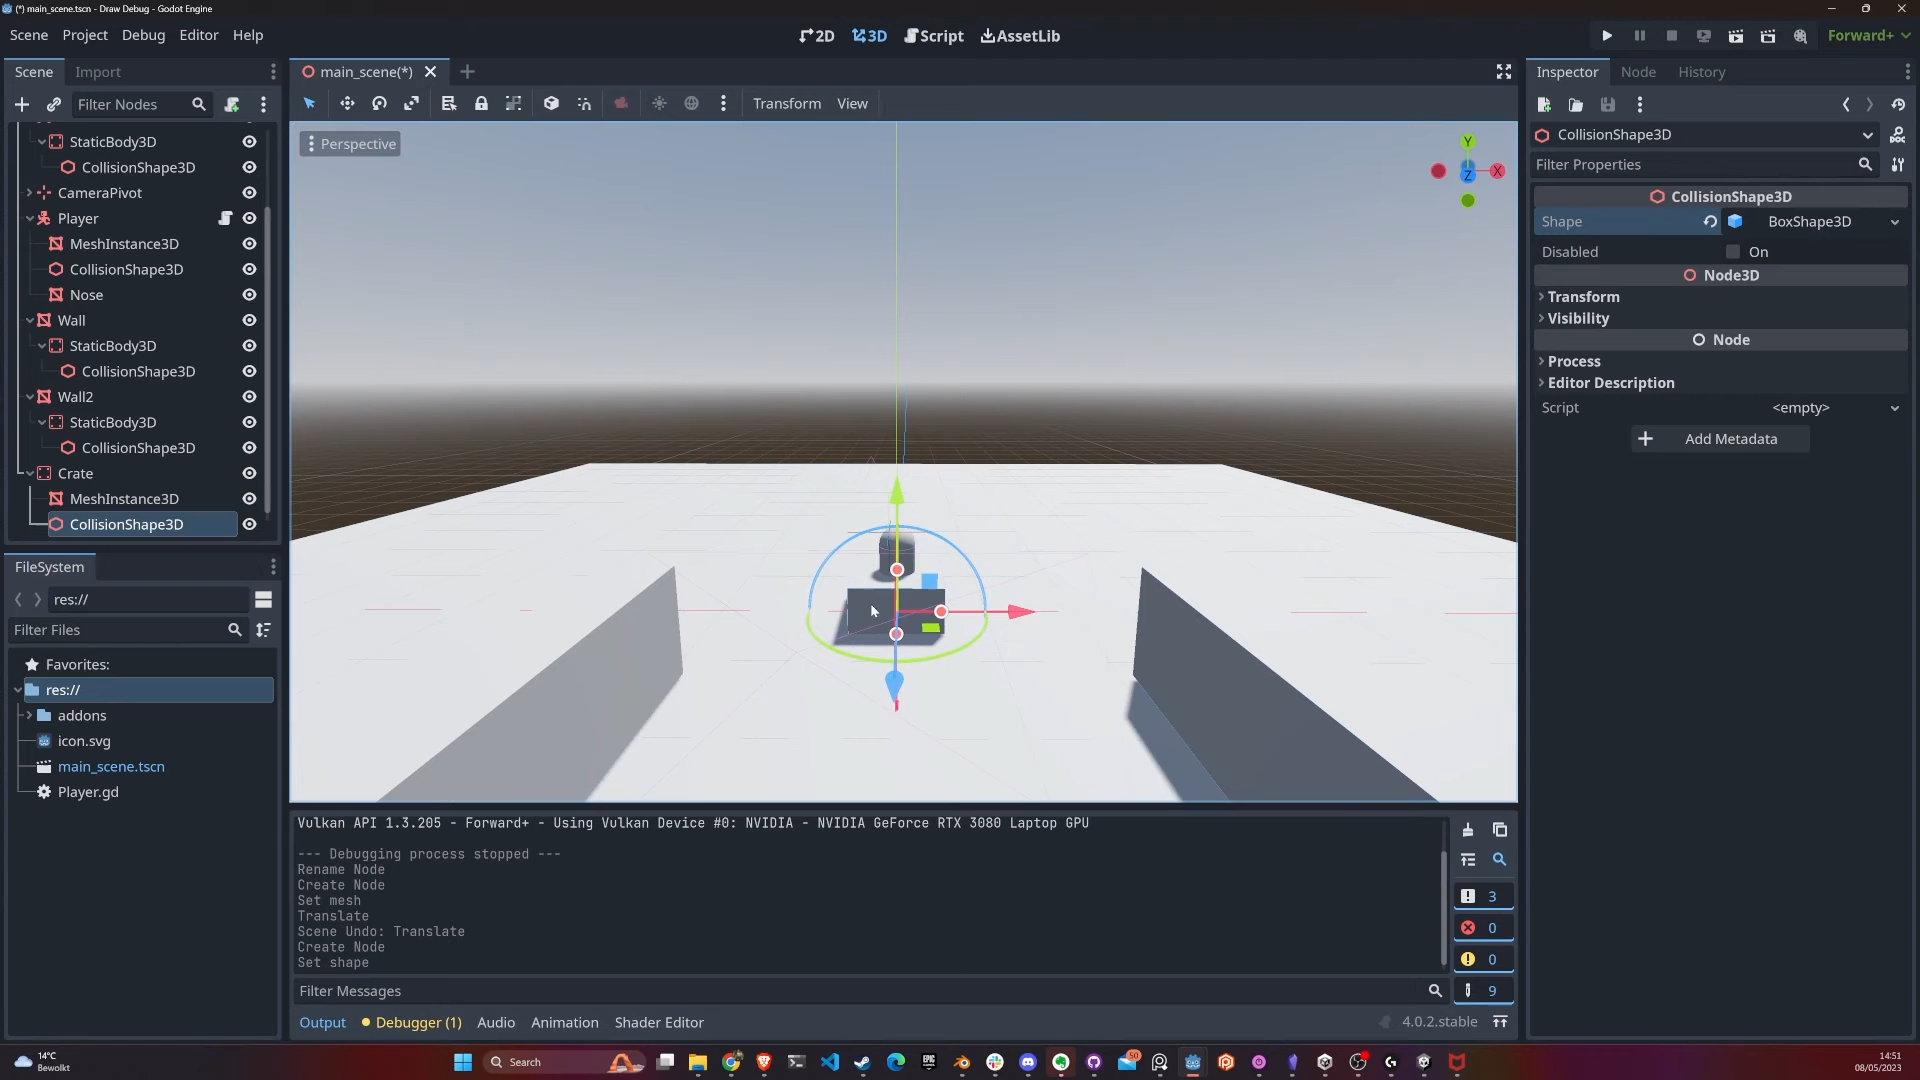 (*) main_scene.tscn - Draw Debug - Godot Engine
Scene Project Debug Editor Help
2D 3D Script AssetLib
Forward+
Scene Import
Filter Nodes
StaticBody3D
CollisionShape3D
CameraPivot
Player
MeshInstance3D
CollisionShape3D
Nose
Wall
StaticBody3D
CollisionShape3D
Wall2
StaticBody3D
CollisionShape3D
Crate
MeshInstance3D
CollisionShape3D
FileSystem
res://
Filter Files
Favorites:
res://
addons
icon.svg
main_scene.tscn
Player.gd
main_scene(*)
Transform View
Perspective
Y
Z X
Vulkan API 1.3.205 - Forward+ - Using Vulkan Device #0: NVIDIA - NVIDIA GeForce RTX 3080 Laptop GPU
--- Debugging process stopped ---
Rename Node
Create Node
Set mesh
Translate
Scene Undo: Translate
Create Node
Set shape
3
0
0
9
Filter Messages
Output Debugger (1) Audio Animation Shader Editor
4.0.2.stable
Inspector Node History
CollisionShape3D
Filter Properties
CollisionShape3D
Shape BoxShape3D
Disabled On
Node3D
Transform
Visibility
Node
Process
Editor Description
Script <empty>
Add Metadata
14°C
Bewolkt
Search
EPIC
50
14:51
08/05/2023